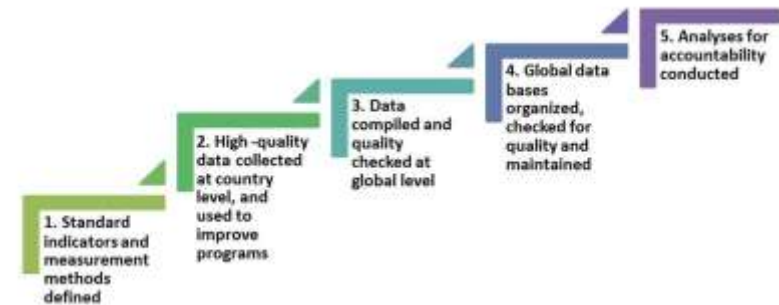 1. Standard
indicators and
measurement
methods
defined
2. High -quality
data collected
at country
level, and
used to
improve
programs
3. Data
compiled and
quality
checked at
global level
4. Global data
bases
organized,
checked for
quality and
maintained
5. Analyses for
accountability
conducted